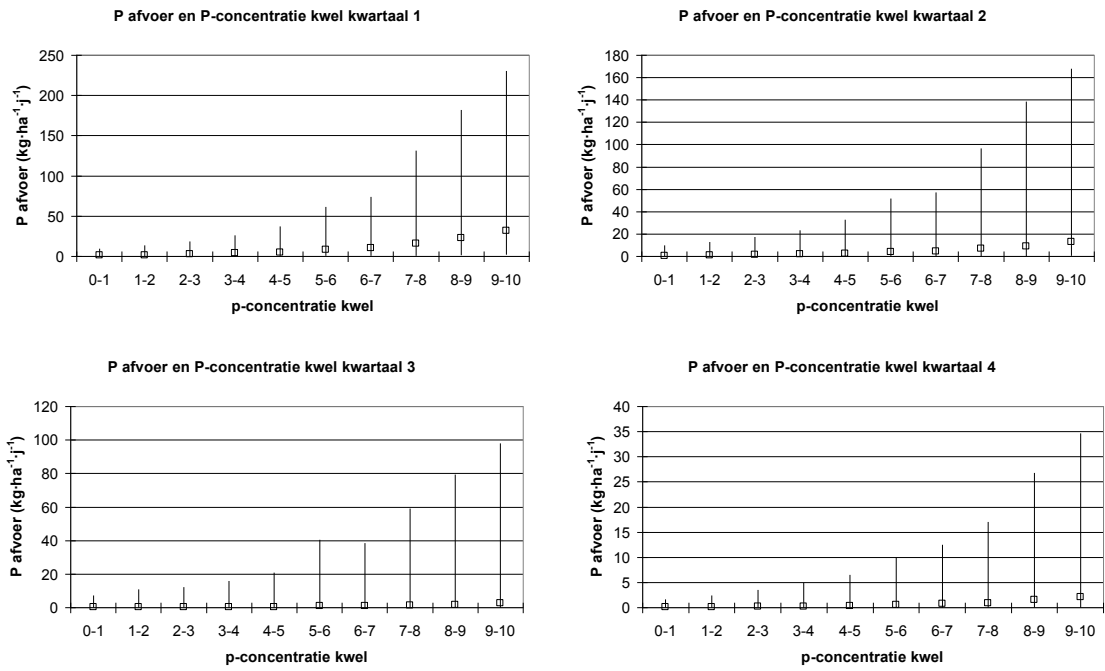 P afvoer en P-concentratie kwel kwartaal 1
P afvoer (kg·ha-1·j-1)
250
200
150
100
50
0
0-1 1-2 2-3 3-4 4-5 5-6 6-7 7-8 8-9 9-10
p-concentratie kwel
P afvoer en P-concentratie kwel kwartaal 2
P afvoer (kg·ha-1·j-1)
180
160
140
120
100
80
60
40
20
0
0-1 1-2 2-3 3-4 4-5 5-6 6-7 7-8 8-9 9-10
p-concentratie kwel
P afvoer en P-concentratie kwel kwartaal 3
P afvoer (kg·ha-1·j-1)
120
100
80
60
40
20
0
0-1 1-2 2-3 3-4 4-5 5-6 6-7 7-8 8-9 9-10
p-concentratie kwel
P afvoer en P-concentratie kwel kwartaal 4
P afvoer (kg·ha-1·j-1)
40
35
30
25
20
15
10
5
0
0-1 1-2 2-3 3-4 4-5 5-6 6-7 7-8 8-9 9-10
p-concentratie kwel